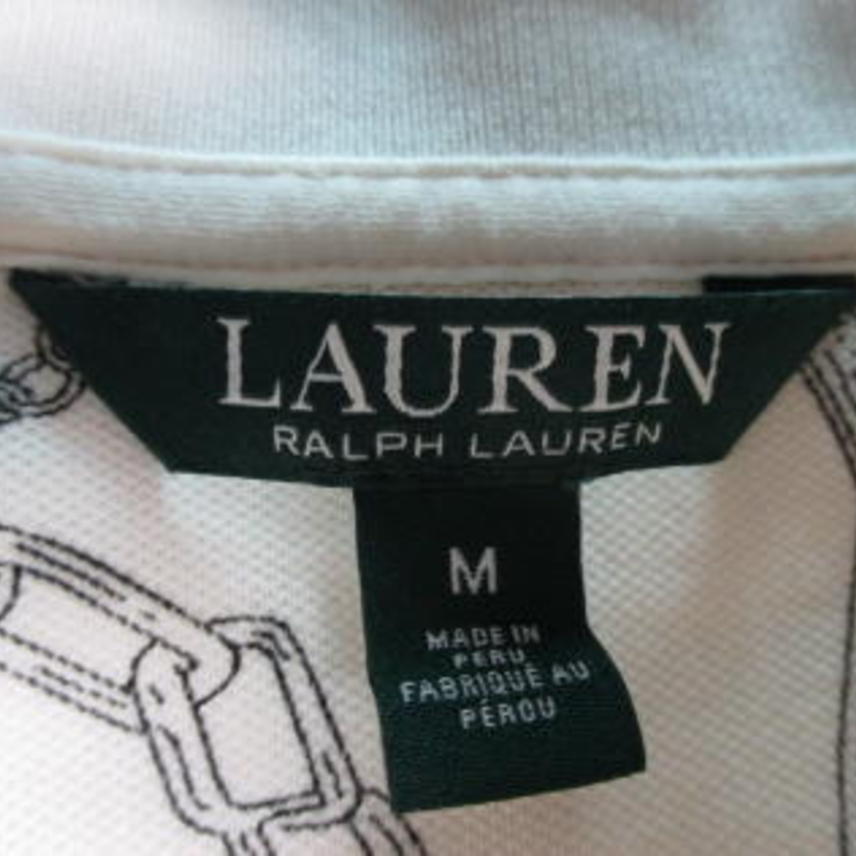 LAUREN
RALPH LAUREN
M
MADE IN
PERU
FABRIQUÉ AU
PÉROU